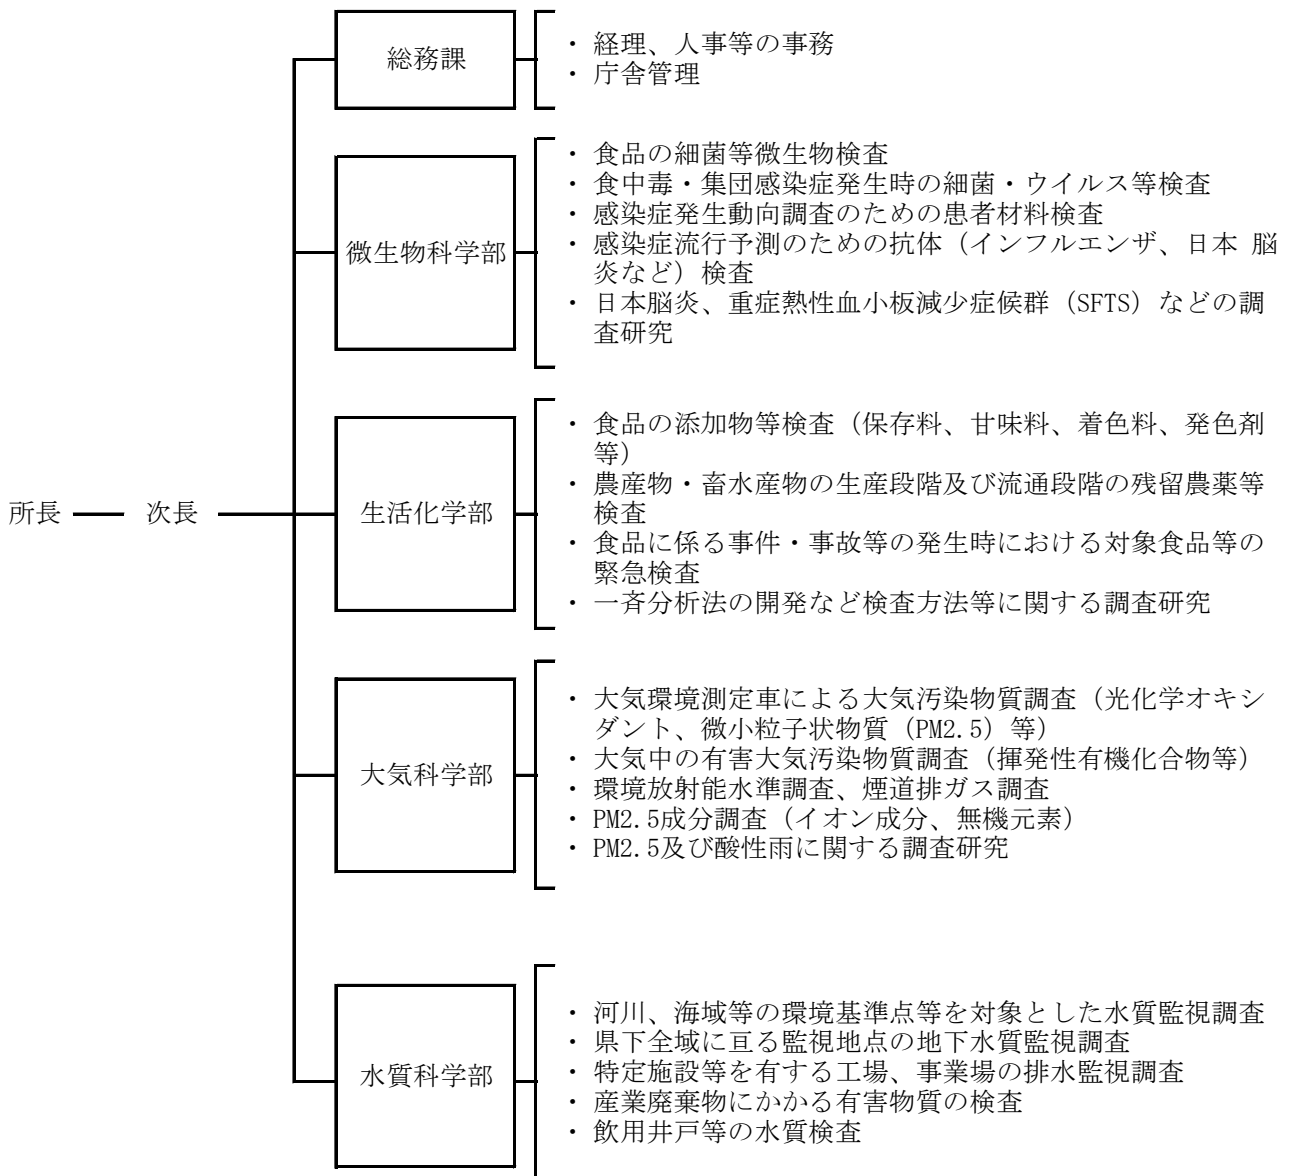 総務課
・ 経理、人事等の事務
・ 庁舎管理
微生物科学部
・ 食品の細菌等微生物検査
・ 食中毒・集団感染症発生時の細菌・ウイルス等検査
・ 感染症発生動向調査のための患者材料検査
・ 感染症流行予測のための抗体（インフルエンザ、日本 脳
炎など）検査
・ 日本脳炎、重症熱性血小板減少症候群（SFTS）などの調
査研究
所長
次長
生活化学部
・ 食品の添加物等検査（保存料、甘味料、着色料、発色剤
等）
・ 農産物・畜水産物の生産段階及び流通段階の残留農薬等
検査
・ 食品に係る事件・事故等の発生時における対象食品等の
緊急検査
・ 一斉分析法の開発など検査方法等に関する調査研究
大気科学部
・ 大気環境測定車による大気汚染物質調査（光化学オキシ
ダント、微小粒子状物質（PM2.5）等）
・ 大気中の有害大気汚染物質調査（揮発性有機化合物等）
・ 環境放射能水準調査、煙道排ガス調査
・ PM2.5成分調査（イオン成分、無機元素）
・ PM2.5及び酸性雨に関する調査研究
水質科学部
・ 河川、海域等の環境基準点等を対象とした水質監視調査
・ 県下全域に亘る監視地点の地下水質監視調査
・ 特定施設等を有する工場、事業場の排水監視調査
・ 産業廃棄物にかかる有害物質の検査
・ 飲用井戸等の水質検査